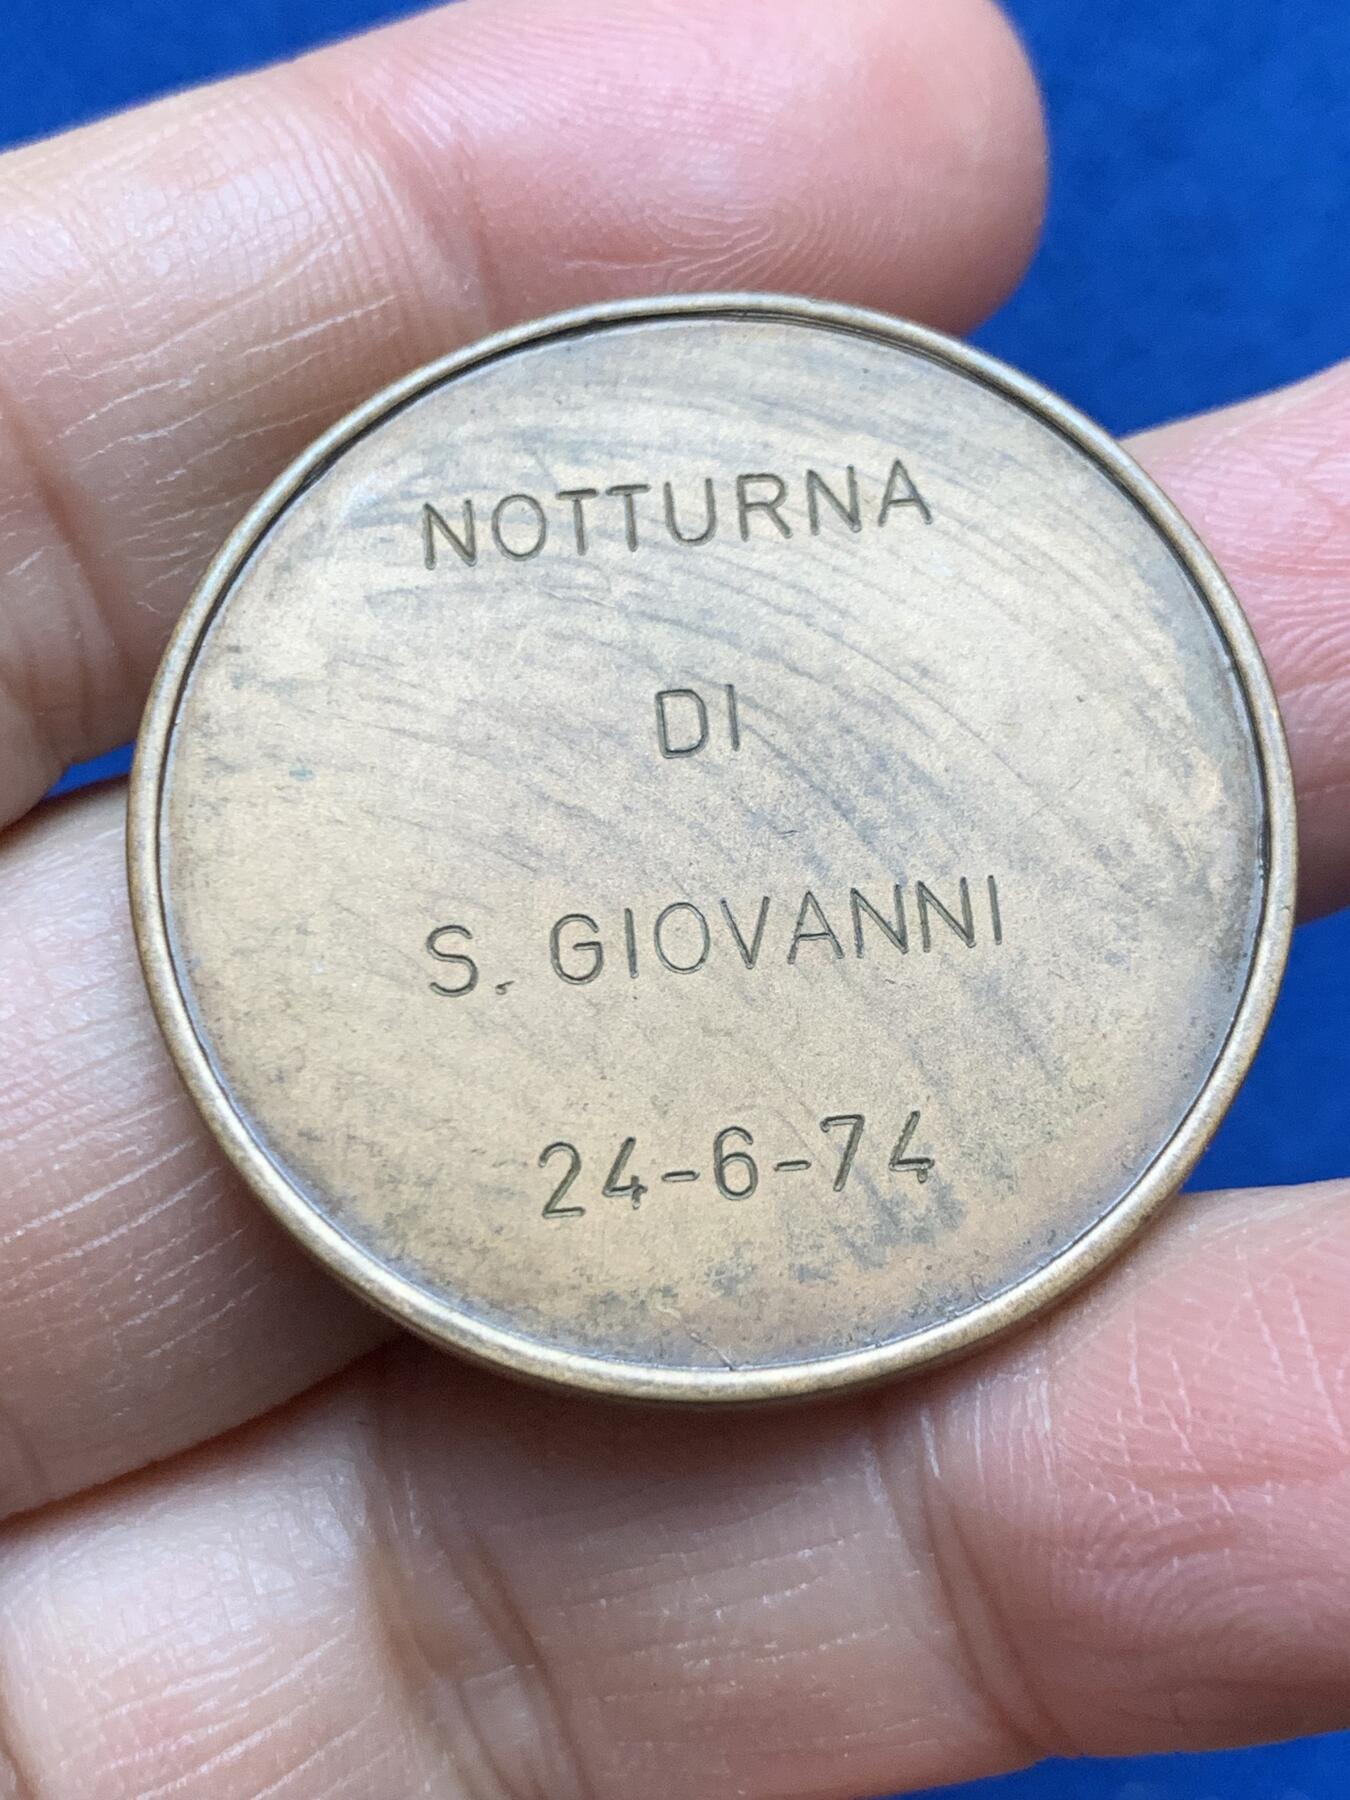 NOTTURNA
DI
S. GIOVANNI
24-6-74